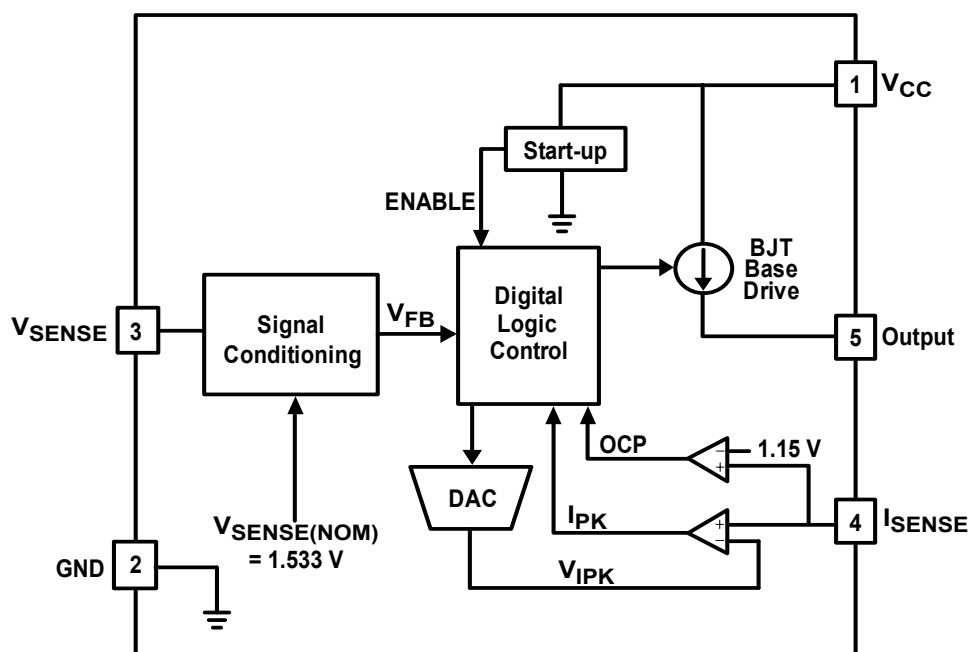 1
VCC
Start-up
ENABLE
BJT
Base
Drive
VSENSE
3
Signal
Conditioning
VFB
Digital
Logic
Control
5
Output
OCP
−
+
1.15 V
DAC
VSENSE(NOM)
= 1.533 V
IPK
+
−
4
ISENSE
GND
2
VIPK